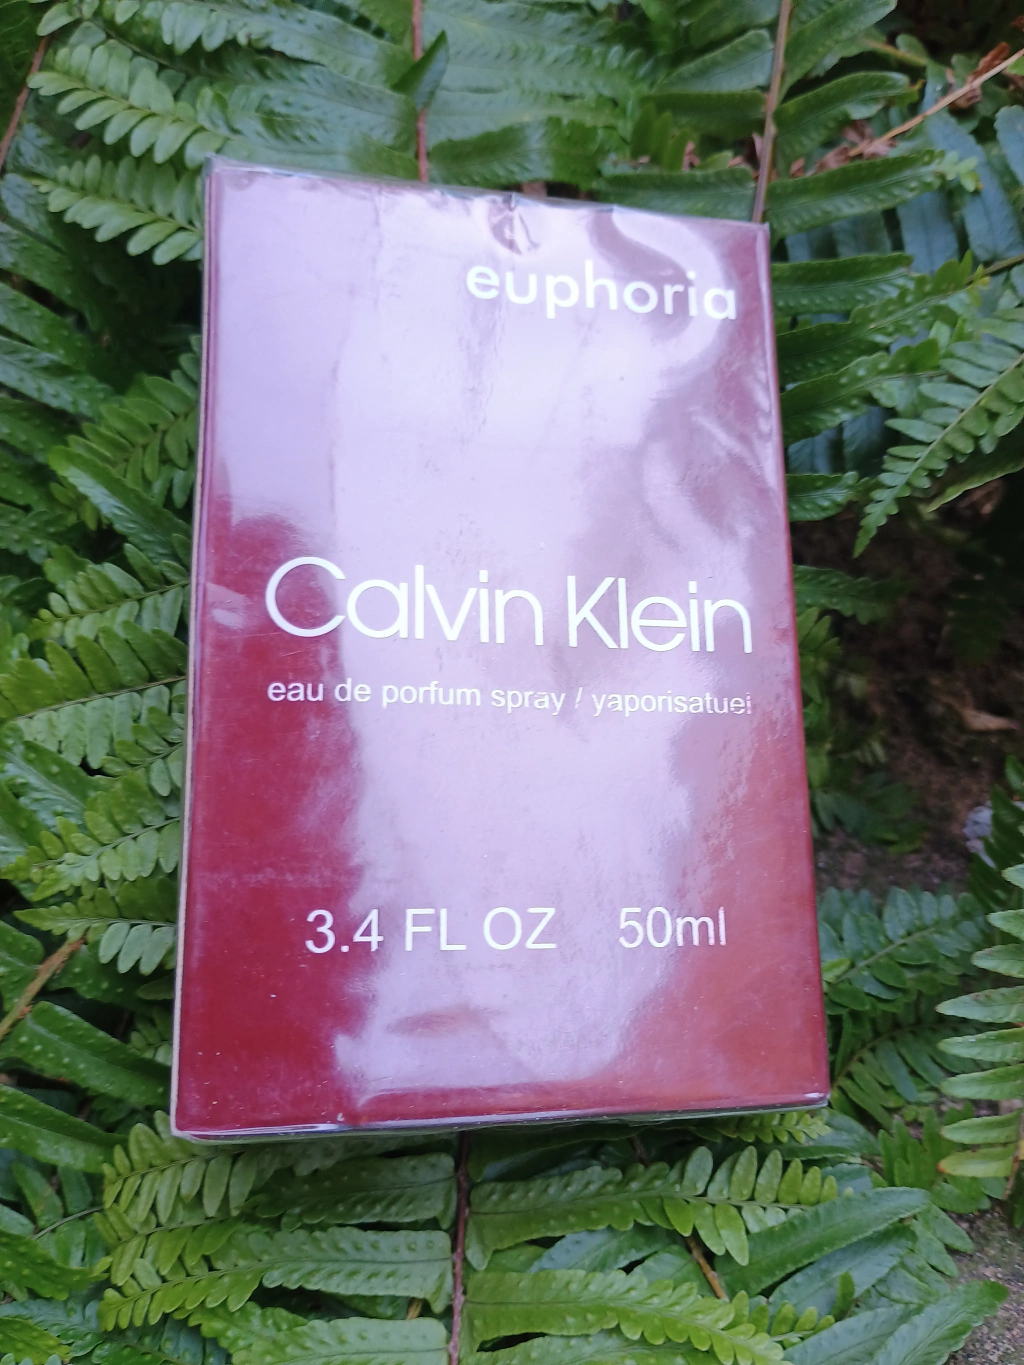 euphoria
Calvin Klein
eau de porfum spray / yaporisatuei
3.4 FL OZ 50ml